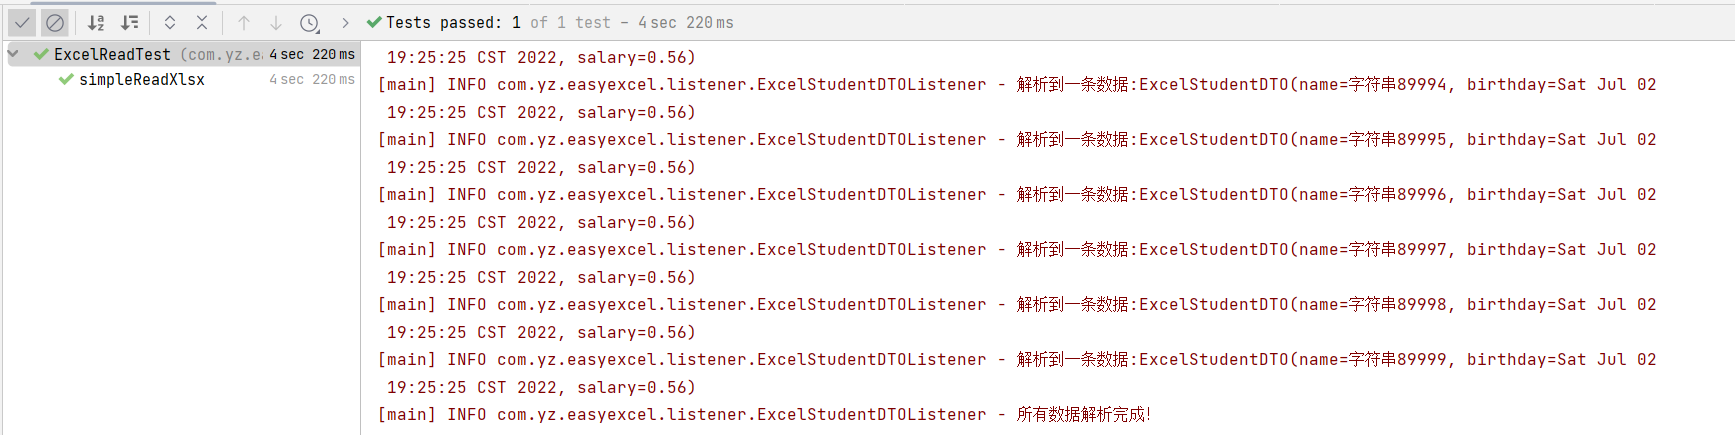 Tests passed: 1 of 1 test – 4 sec 220 ms
ExcelReadTest (com.yz.ea 4 sec 220 ms
simpleReadXlsx 4 sec 220 ms
19:25:25 CST 2022, salary=0.56)
[main] INFO com.yz.easyexcel.listener.ExcelStudentDTOListener - 解析到一条数据:ExcelStudentDTO(name=字符串89994, birthday=Sat Jul 02
19:25:25 CST 2022, salary=0.56)
[main] INFO com.yz.easyexcel.listener.ExcelStudentDTOListener - 解析到一条数据:ExcelStudentDTO(name=字符串89995, birthday=Sat Jul 02
19:25:25 CST 2022, salary=0.56)
[main] INFO com.yz.easyexcel.listener.ExcelStudentDTOListener - 解析到一条数据:ExcelStudentDTO(name=字符串89996, birthday=Sat Jul 02
19:25:25 CST 2022, salary=0.56)
[main] INFO com.yz.easyexcel.listener.ExcelStudentDTOListener - 解析到一条数据:ExcelStudentDTO(name=字符串89997, birthday=Sat Jul 02
19:25:25 CST 2022, salary=0.56)
[main] INFO com.yz.easyexcel.listener.ExcelStudentDTOListener - 解析到一条数据:ExcelStudentDTO(name=字符串89998, birthday=Sat Jul 02
19:25:25 CST 2022, salary=0.56)
[main] INFO com.yz.easyexcel.listener.ExcelStudentDTOListener - 解析到一条数据:ExcelStudentDTO(name=字符串89999, birthday=Sat Jul 02
19:25:25 CST 2022, salary=0.56)
[main] INFO com.yz.easyexcel.listener.ExcelStudentDTOListener - 所有数据解析完成!